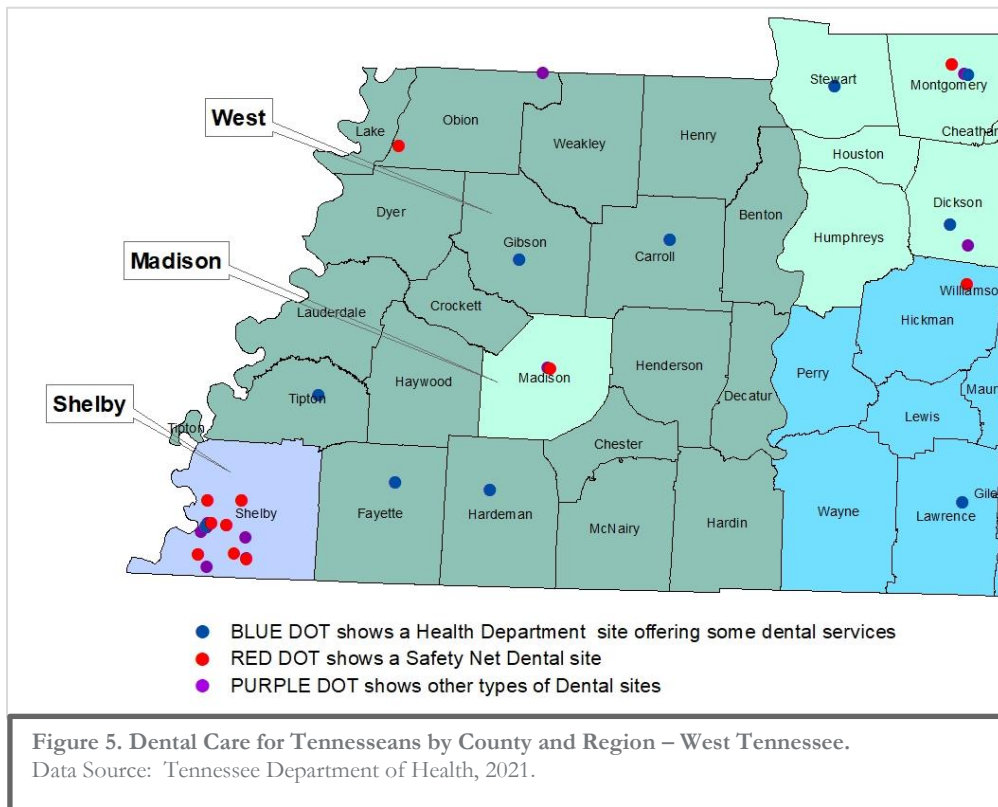 Stewart
Montgomery
West
Cheatham
Lake
Obion
Weakley
Henry
Houston
Dickson
Dyer
Benton
Humphreys
Gibson
Carroll
Madison
Williamso
Crockett
Lauderdale
Hickman
Madison
Henderson
Perry
Haywood
Maur
Shelby
Tipton
Decatur
Lewis
Tipton
Chester
Gile
Shelby
Fayette
Hardeman
McNairy
Hardin
Wayne
Lawrence
BLUE DOT shows a Health Department site offering some dental services
RED DOT shows a Safety Net Dental site
PURPLE DOT shows other types of Dental sites
Figure 5. Dental Care for Tennesseans by County and Region – West Tennessee.
Data Source: Tennessee Department of Health, 2021.